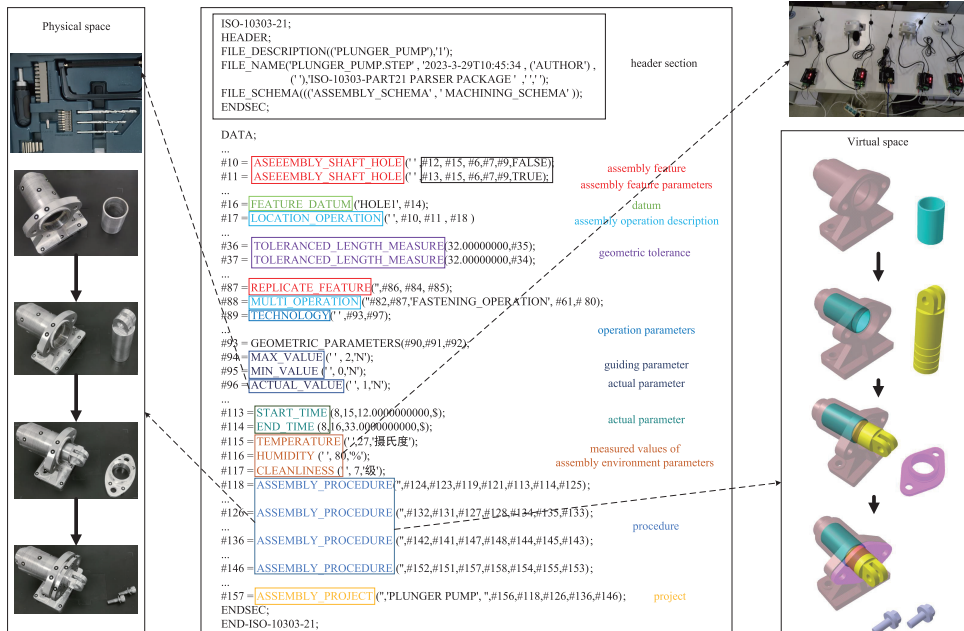 Physical space
ISO-10303-21;
HEADER;
FILE_DESCRIPTION(('PLUNGER_PUMP'),'1');
FILE_NAME('PLUNGER_PUMP.STEP' , '2023-3-29T10:45:34 , ('AUTHOR') ,
(' '),ISO-10303-PART21 PARSER PACKAGE ' ,' ',' ');
FILE_SCHEMA((('ASSEMBLY_SCHEMA' , ' MACHINING_SCHEMA' ));
ENDSEC;
header section
DATA;
...
#10 = ASEEEMBLY_SHAFT_HOLE (' ' ,#12, #15, #6,#7,#9,FALSE);
#11 = ASEEEMBLY_SHAFT_HOLE (' ' ,#13, #15, #6,#7,#9,TRUE);
assembly feature
assembly feature parameters
...
#16 = FEATURE_DATUM('HOLE1', #14);
datum
#17 = LOCATION_OPERATION(' ', #10, #11 , #18 )
assembly operation description
...
#36 = TOLERANCED_LENGTH_MEASURE(32.00000000,#35);
#37 = TOLERANCED_LENGTH_MEASURE(32.00000000,#34);
geometric tolerance
...
#87 = REPLICATE_FEATURE('',#86, #84, #85);
#88 = MULTI_OPERATION(''#82,#87,'FASTENING_OPERATION', #61,# 80);
#89 = TECHNOLOGY(' ' ,#93,#97);
operation parameters
...
#93 = GEOMETRIC_PARAMETERS(#90,#91,#92);
#94 = MAX_VALUE (' ' , 2,'N');
#95 = MIN_VALUE (' ', 0,'N');
guiding parameter
#96 = ACTUAL_VALUE (' ', 1,'N');
actual parameter
...
#113 = START_TIME (8,15,12.0000000000,$);
#114 = END_TIME (8,16,33.0000000000,$);
actual parameter
#115 = TEMPERATURE (' ',27,'摄氏度');
#116 = HUMIDITY (' ', 80,'%');
#117 = CLEANLINESS (' ', 7,'级');
measured values of
assembly environment parameters
#118 = ASSEMBLY_PROCEDURE('',#124,#123,#119,#121,#113,#114,#125);
...
#126 = ASSEMBLY_PROCEDURE ('',#132,#131,#127,#128,#134,#135,#133);
...
procedure
#136 = ASSEMBLY_PROCEDURE ('',#142,#141,#147,#148,#144,#145,#143);
...
#146 = ASSEMBLY_PROCEDURE ('',#152,#151,#157,#158,#154,#155,#153);
...
#157 = ASSEMBLY_PROJECT('','PLUNGER PUMP', '',#156,#118,#126,#136,#146);
project
ENDSEC;
END-ISO-10303-21;
Virtual space